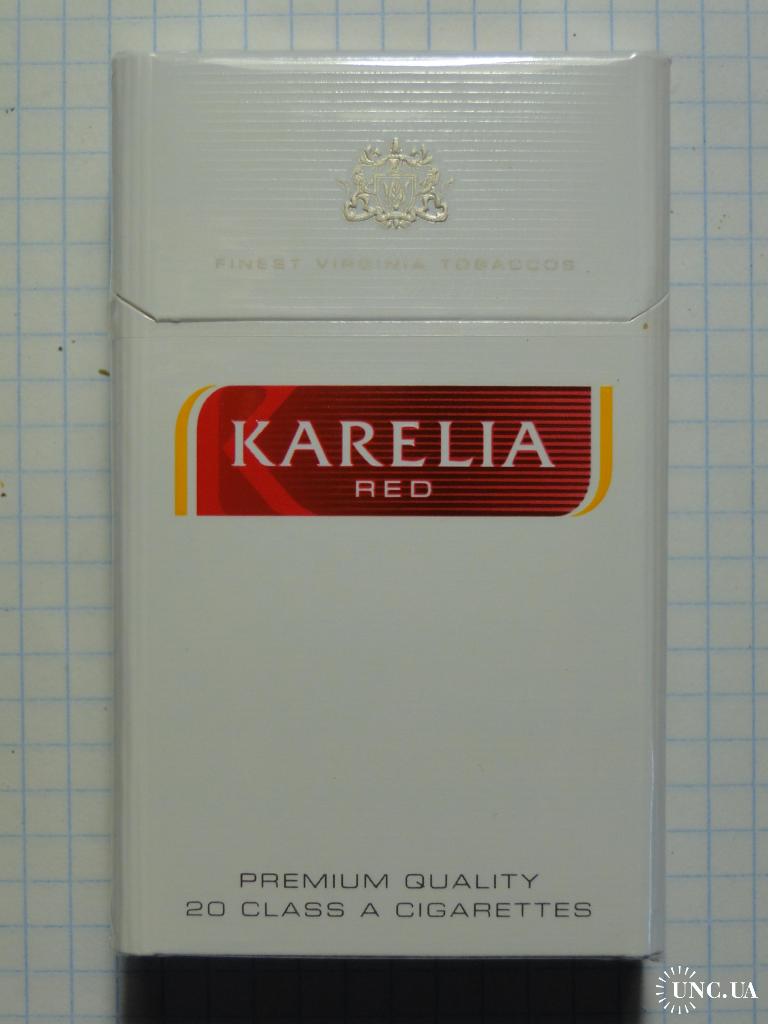 FINEST VIRGINIA TOBACCOS
KARELIA
RED
PREMIUM QUALITY
20 CLASS A CIGARETTES
UNC.UA